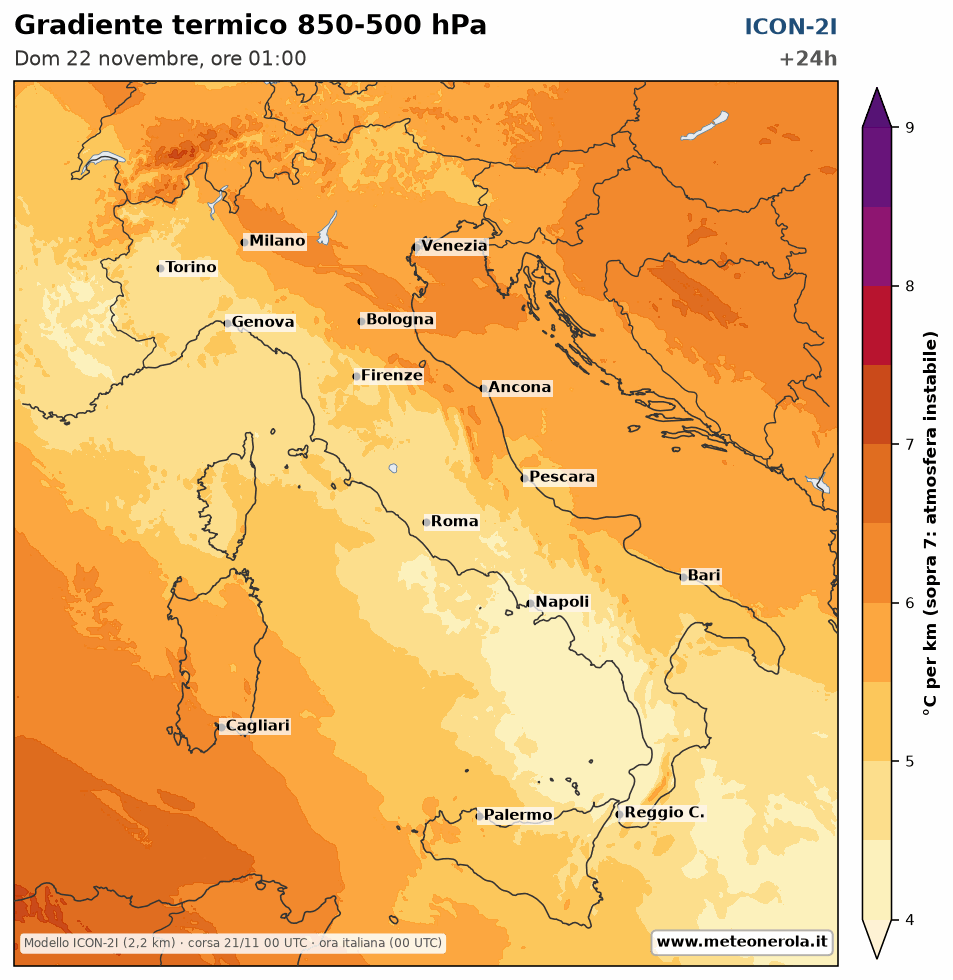 Gradiente termico 850-500 hPa
ICON-2I
Dom 22 novembre, ore 01:00
+24h
9
8
7
6
5
4
°C per km (sopra 7: atmosfera instabile)
Milano
Venezia
Torino
Genova
Bologna
Firenze
Ancona
Pescara
Roma
Bari
Napoli
Cagliari
Palermo
Reggio C.
Modello ICON-2I (2,2 km) · corsa 21/11 00 UTC · ora italiana (00 UTC)
www.meteonerola.it